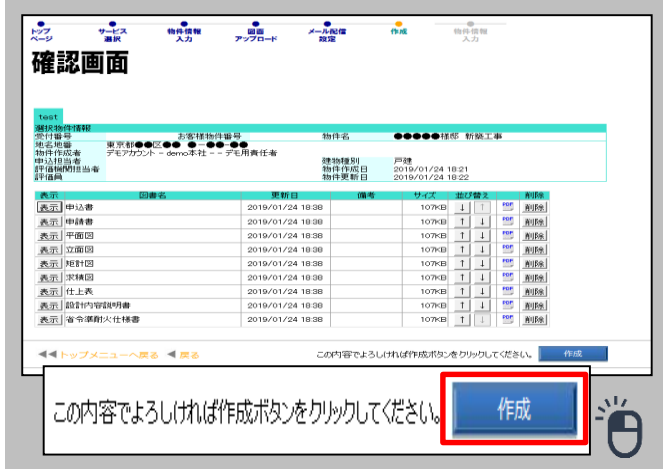 トップページ サービス選択 物件情報入力 図面アップロード メール配信設定 作成 物件情報入力
確認画面
test
選択物件情報
受付番号 お客様物件番号 物件名 ●●●●●様邸 新築工事
地名地番 東京都●●区●● ●ー●●-●●
物件作成者 デモアカウント - demo本社 - - デモ用責任者
申込担当者 建物種別 戸建
評価機関担当者 物件作成日 2019/01/24 18:21
評価員 物件更新日 2019/01/24 18:22
表示 図書名 更新日 備考 サイズ 並び替え 削除
表示 申込書 2019/01/24 18:38 107KB ↓ ↑ PDF 削除
表示 申請書 2019/01/24 18:38 107KB ↑ ↓ PDF 削除
表示 平面図 2019/01/24 18:38 107KB ↑ ↓ PDF 削除
表示 立面図 2019/01/24 18:38 107KB ↑ ↓ PDF 削除
表示 矩計図 2019/01/24 18:38 107KB ↑ ↓ PDF 削除
表示 求積図 2019/01/24 18:38 107KB ↑ ↓ PDF 削除
表示 仕上表 2019/01/24 18:38 107KB ↑ ↓ PDF 削除
表示 設計内容説明書 2019/01/24 18:38 107KB ↑ ↓ PDF 削除
表示 省令準耐火仕様書 2019/01/24 18:38 107KB ↑ ↓ PDF 削除
◀◀トップメニューへ戻る ◀ 戻る この内容でよろしければ作成ボタンをクリックしてください。 作成
この内容でよろしければ作成ボタンをクリックしてください。 作成